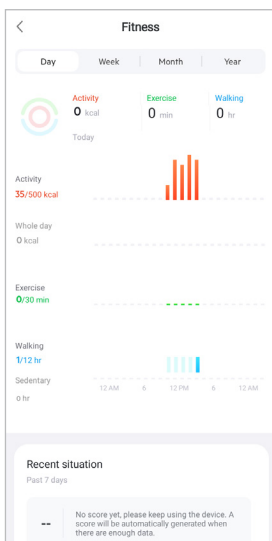 Fitness
Day Week Month Year
Activity Exercise Walking
0 kcal 0 min 0 hr
Today
Activity
35/500 kcal
Whole day
0 kcal
Exercise
0/30 min
Walking
1/12 hr
Sedentary
0 hr
12 AM 6 12 PM 6 12 AM
Recent situation
Past 7 days
-- No score yet, please keep using the device. A
score will be automatically generated when
there are enough data.